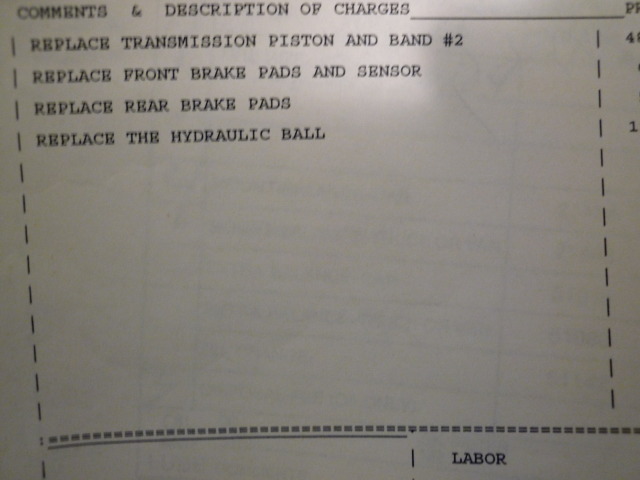 COMMENTS & DESCRIPTION OF CHARGES
REPLACE TRANSMISSION PISTON AND BAND #2
REPLACE FRONT BRAKE PADS AND SENSOR
REPLACE REAR BRAKE PADS
REPLACE THE HYDRAULIC BALL
LABOR